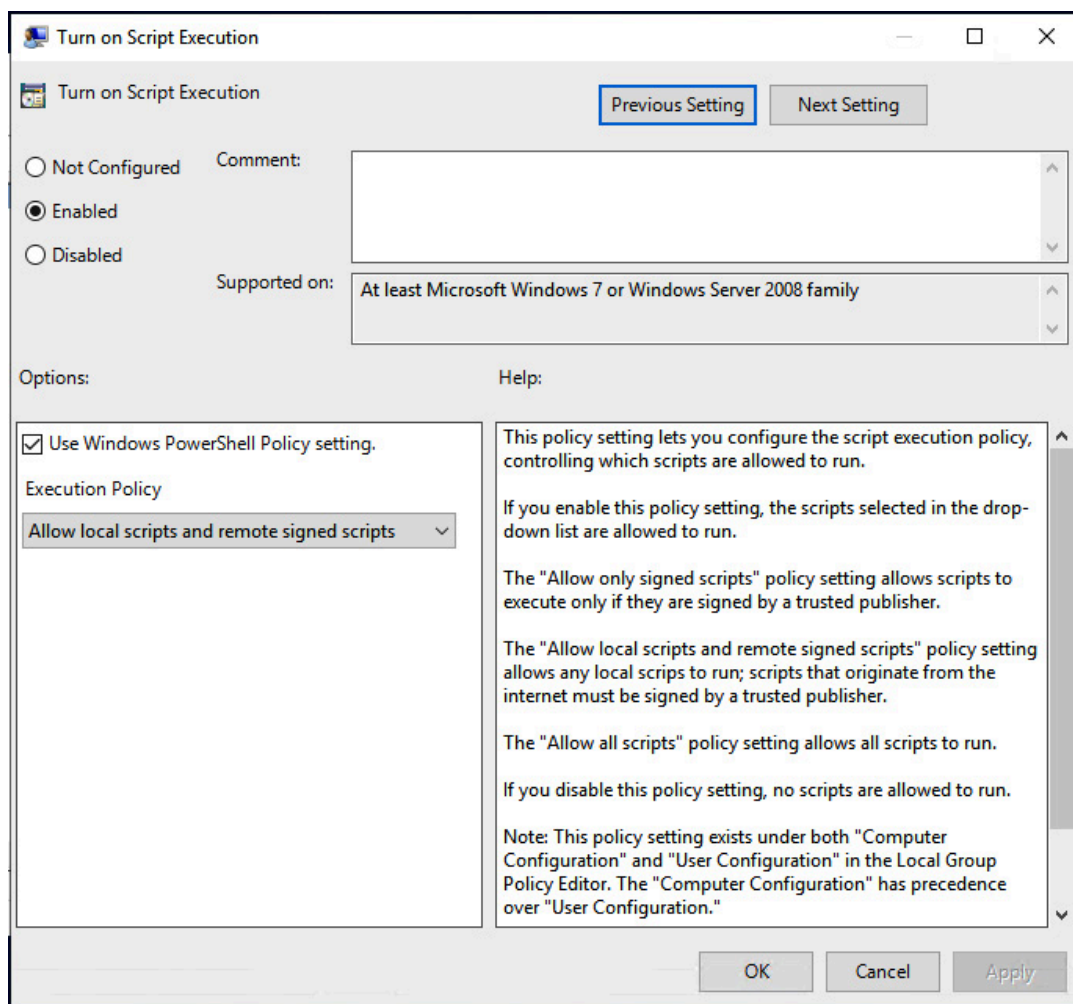 Turn on Script Execution
Turn on Script Execution
Previous Setting
Next Setting
Not Configured
Comment:
Enabled
Disabled
Supported on:
At least Microsoft Windows 7 or Windows Server 2008 family
Options:
Help:
Use Windows PowerShell Policy setting.
Execution Policy
Allow local scripts and remote signed scripts
This policy setting lets you configure the script execution policy,
controlling which scripts are allowed to run.
If you enable this policy setting, the scripts selected in the drop-
down list are allowed to run.
The "Allow only signed scripts" policy setting allows scripts to
execute only if they are signed by a trusted publisher.
The "Allow local scripts and remote signed scripts" policy setting
allows any local scrips to run; scripts that originate from the
internet must be signed by a trusted publisher.
The "Allow all scripts" policy setting allows all scripts to run.
If you disable this policy setting, no scripts are allowed to run.
Note: This policy setting exists under both "Computer
Configuration" and "User Configuration" in the Local Group
Policy Editor. The "Computer Configuration" has precedence
over "User Configuration."
OK
Cancel
Apply